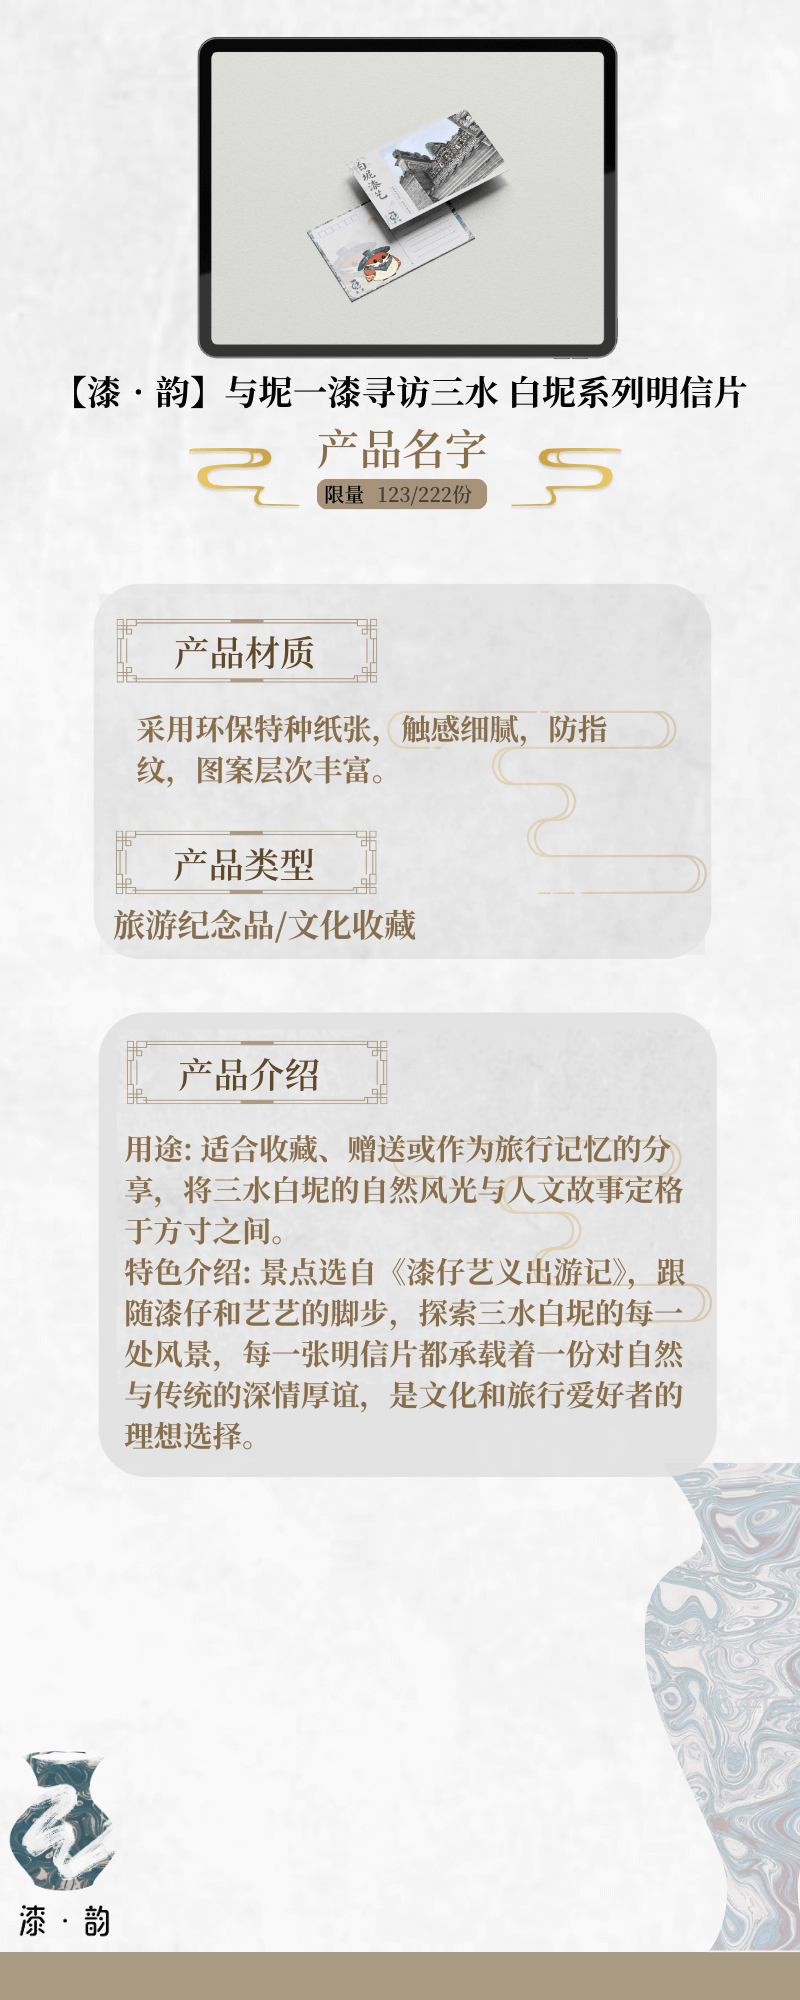 白坭漆艺
【漆·韵】与坭一漆寻访三水 白坭系列明信片
产品名字
限量 123/222份
产品材质
采用环保特种纸张，触感细腻，防指
纹，图案层次丰富。
产品类型
旅游纪念品/文化收藏
产品介绍
用途: 适合收藏、赠送或作为旅行记忆的分
享，将三水白坭的自然风光与人文故事定格
于方寸之间。
特色介绍: 景点选自《漆仔艺义出游记》，跟
随漆仔和艺艺的脚步，探索三水白坭的每一
处风景，每一张明信片都承载着一份对自然
与传统的深情厚谊，是文化和旅行爱好者的
理想选择。
漆·韵